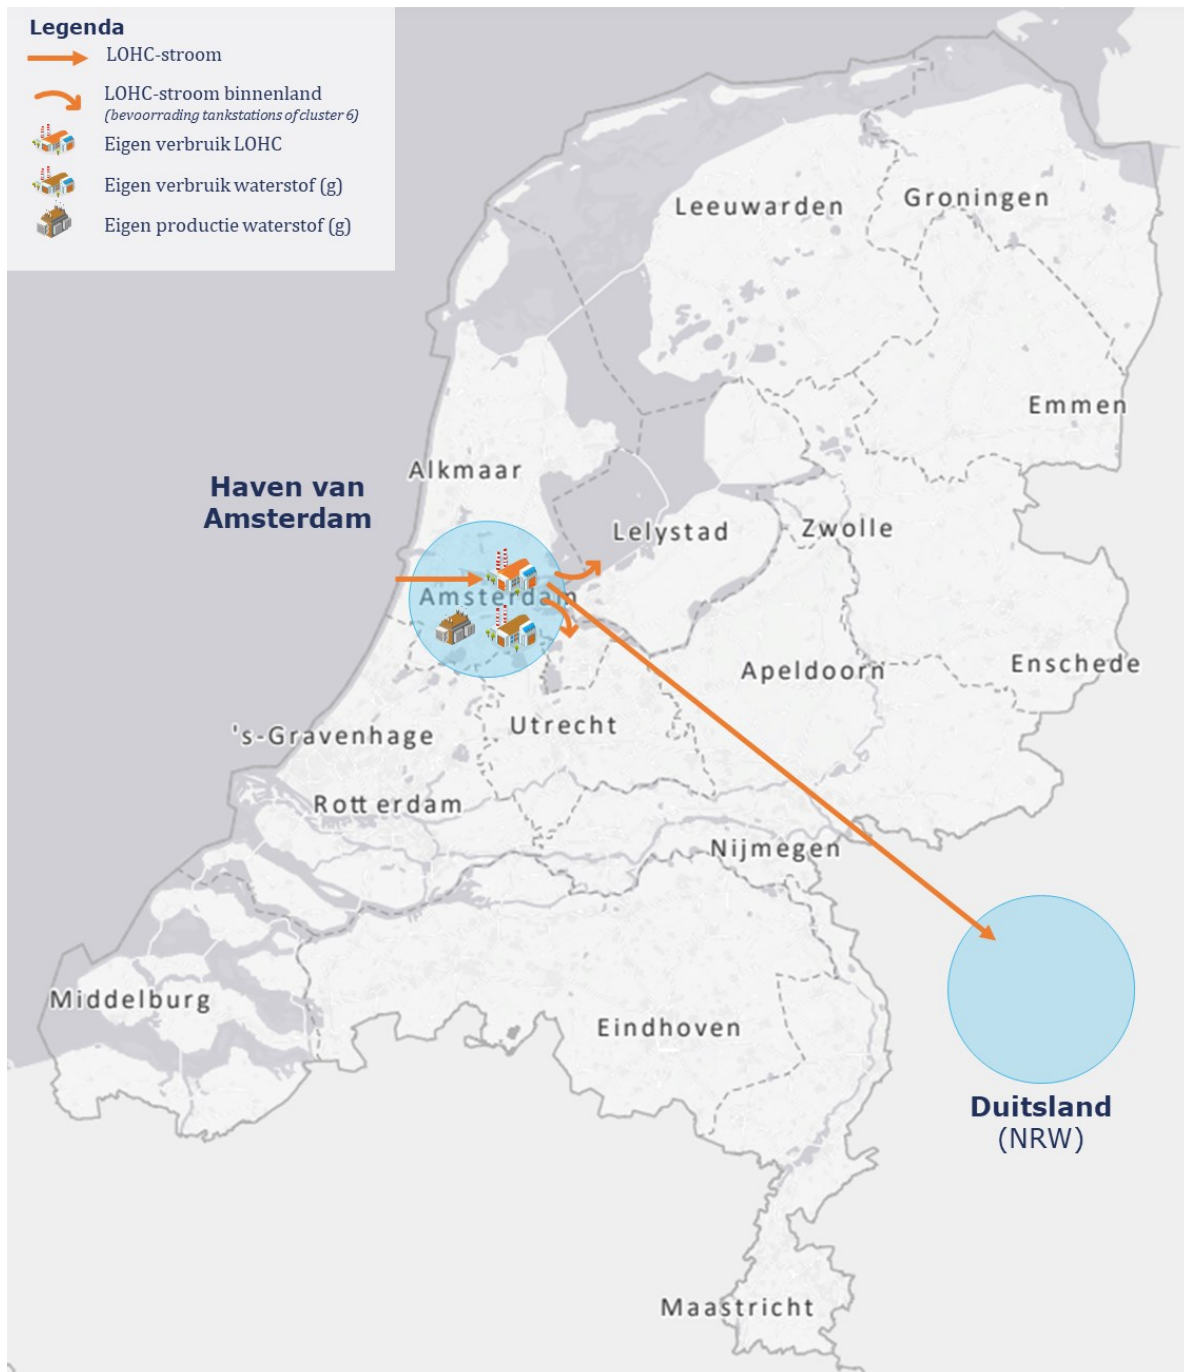 Legenda
LOHC-stroom
LOHC-stroom binnenland
(bevoorrading tankstations of cluster 6)
Eigen verbruik LOHC
Eigen verbruik waterstof (g)
Eigen productie waterstof (g)
Leeuwarden
Groningen
Emmen
Alkmaar
Haven van
Amsterdam
Lelystad
Zwolle
Amsterdam
Apeldoorn
Enschede
's-Gravenhage
Utrecht
Rotterdam
Nijmegen
Middelburg
Eindhoven
Duitsland
(NRW)
Maastricht